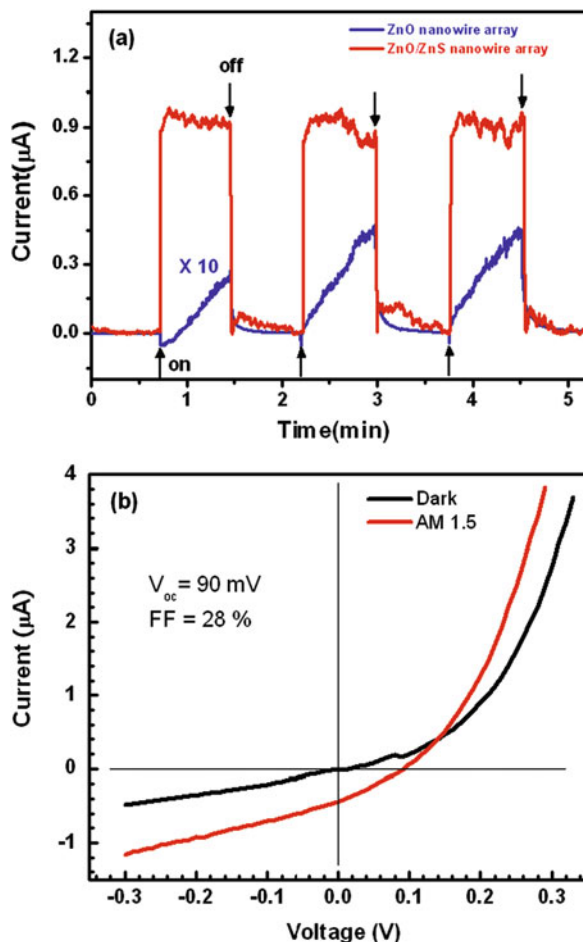 (a)
ZnO nanowire array
ZnO/ZnS nanowire array
off
X 10
on
1.2
0.9
0.6
0.3
0.0
Current(μA)
0 1 2 3 4 5
Time(min)
(b)
Dark
AM 1.5
Voc = 90 mV
FF = 28 %
4
3
2
1
0
-1
Current (μA)
-0.3 -0.2 -0.1 0.0 0.1 0.2 0.3
Voltage (V)